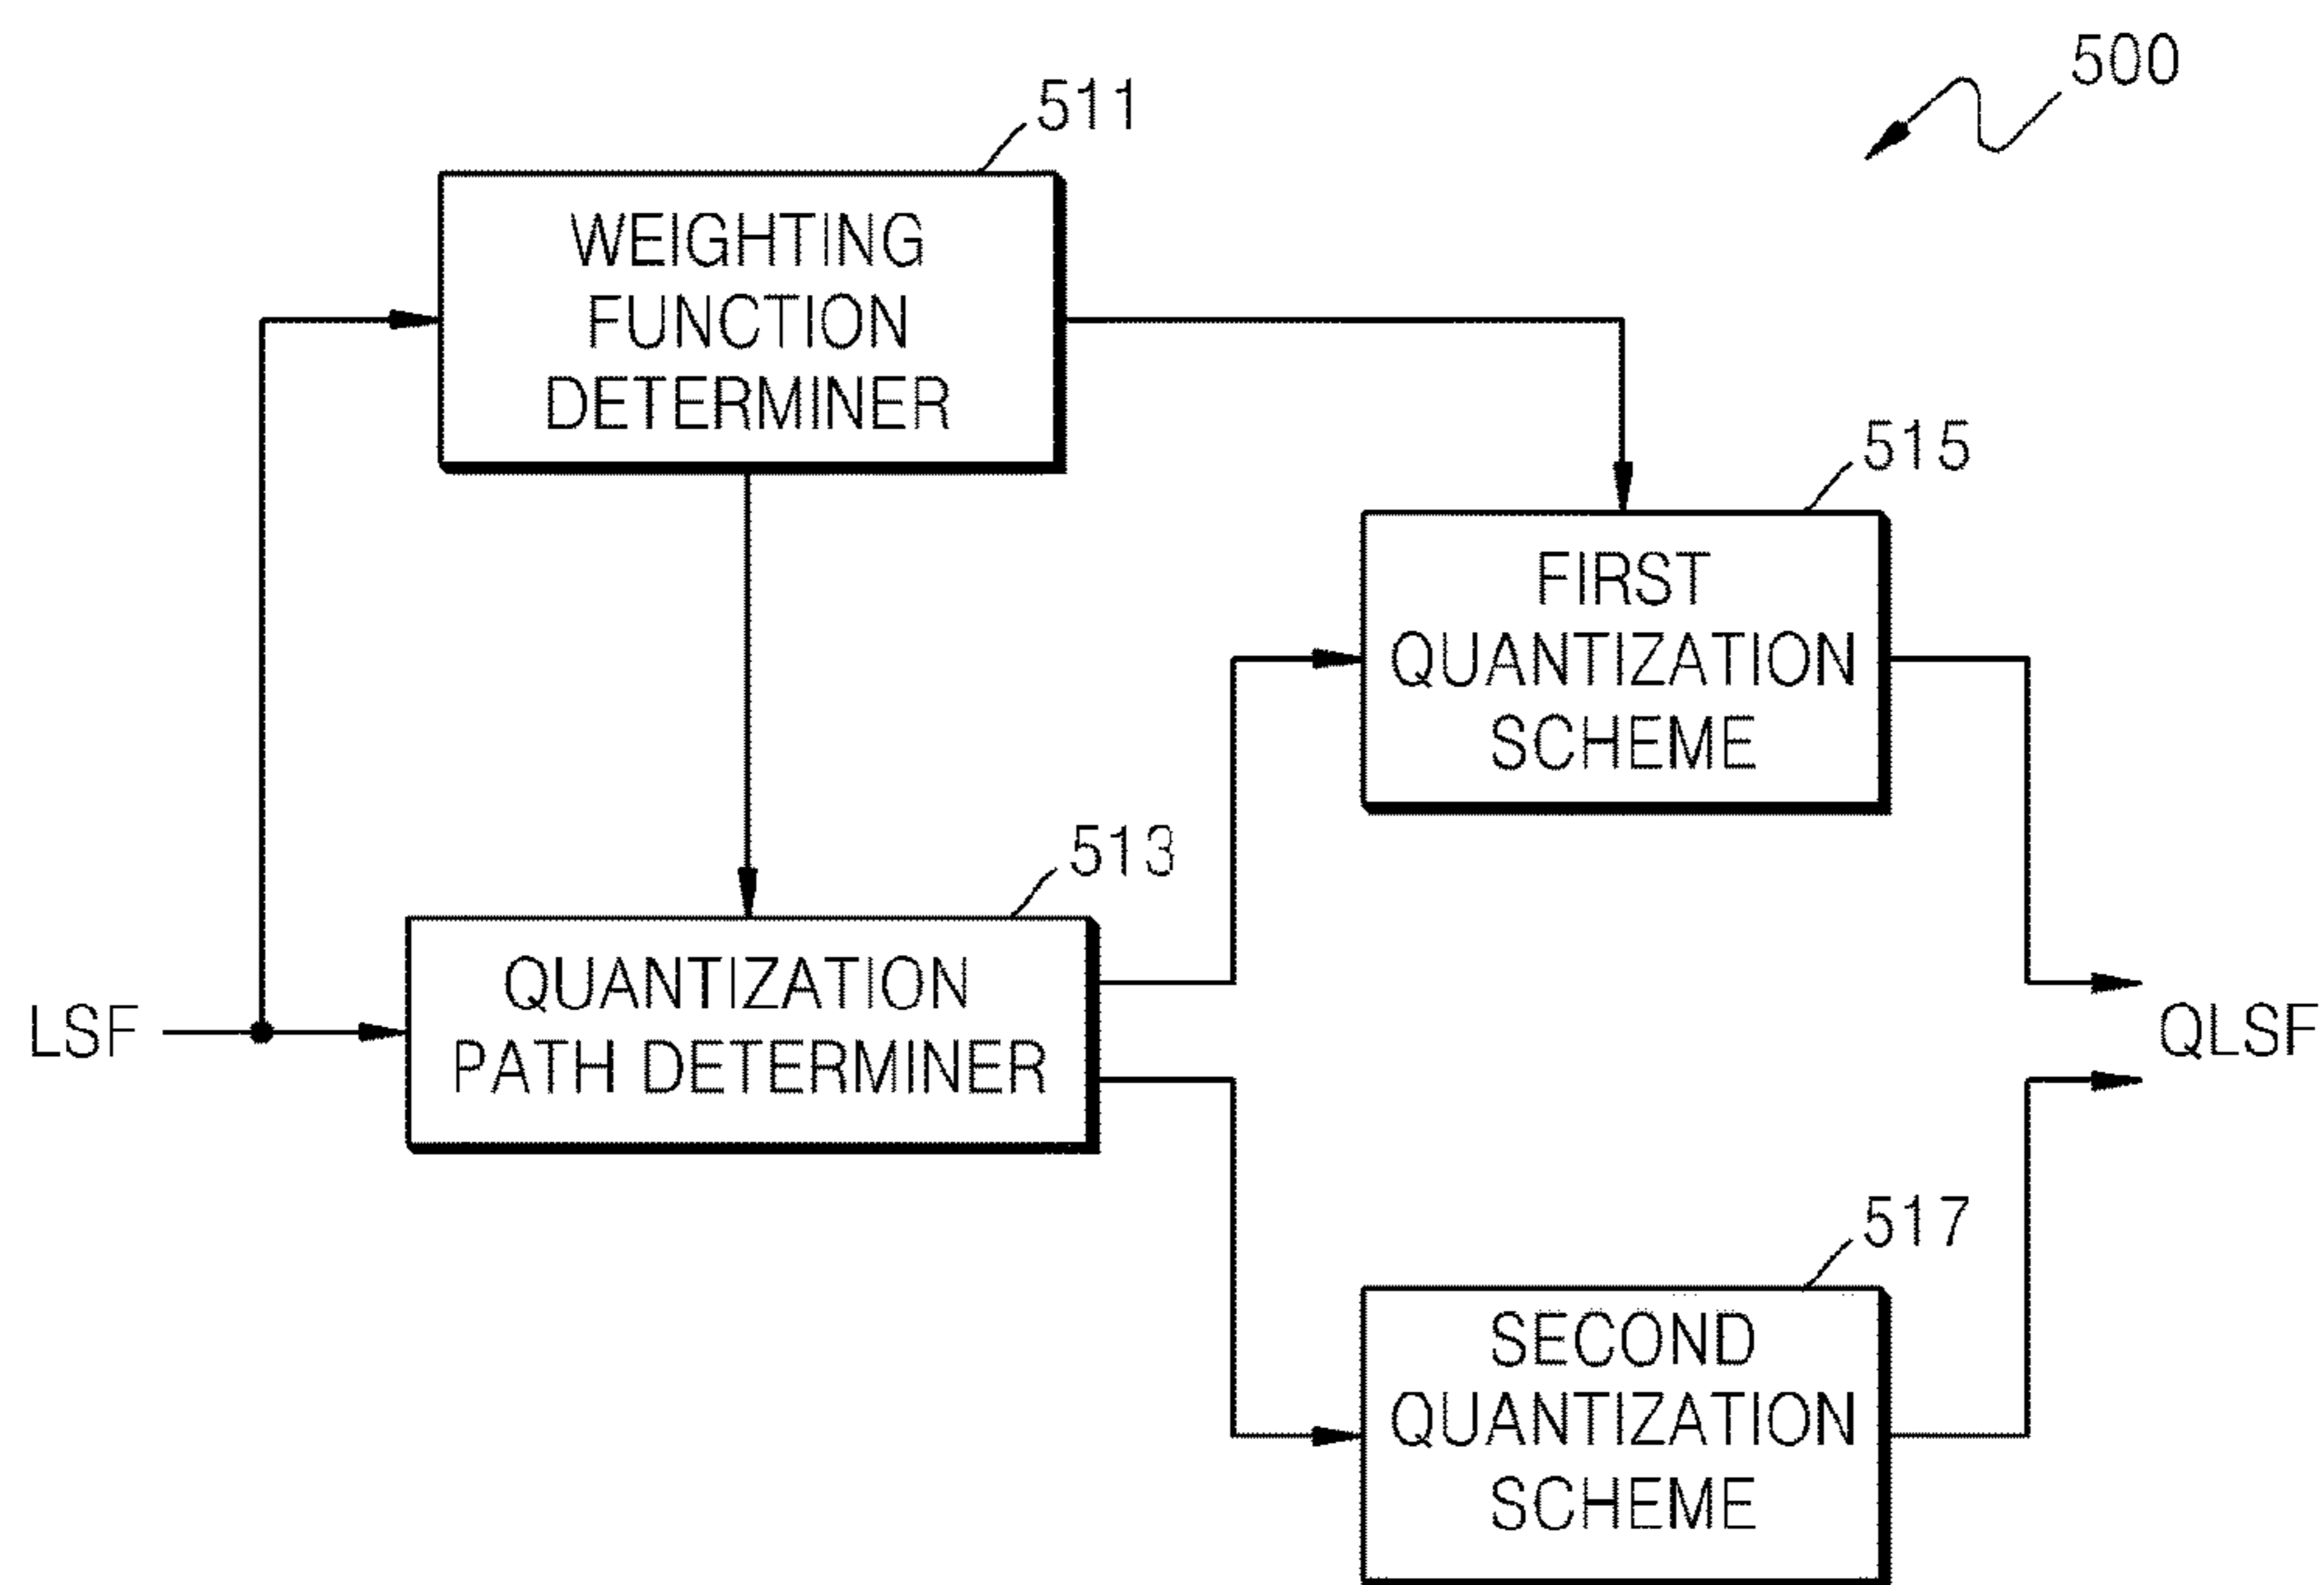 500
511
WEIGHTING
FUNCTION
DETERMINER
515
FIRST
QUANTIZATION
SCHEME
513
QUANTIZATION
PATH DETERMINER
LSF
QLSF
517
SECOND
QUANTIZATION
SCHEME